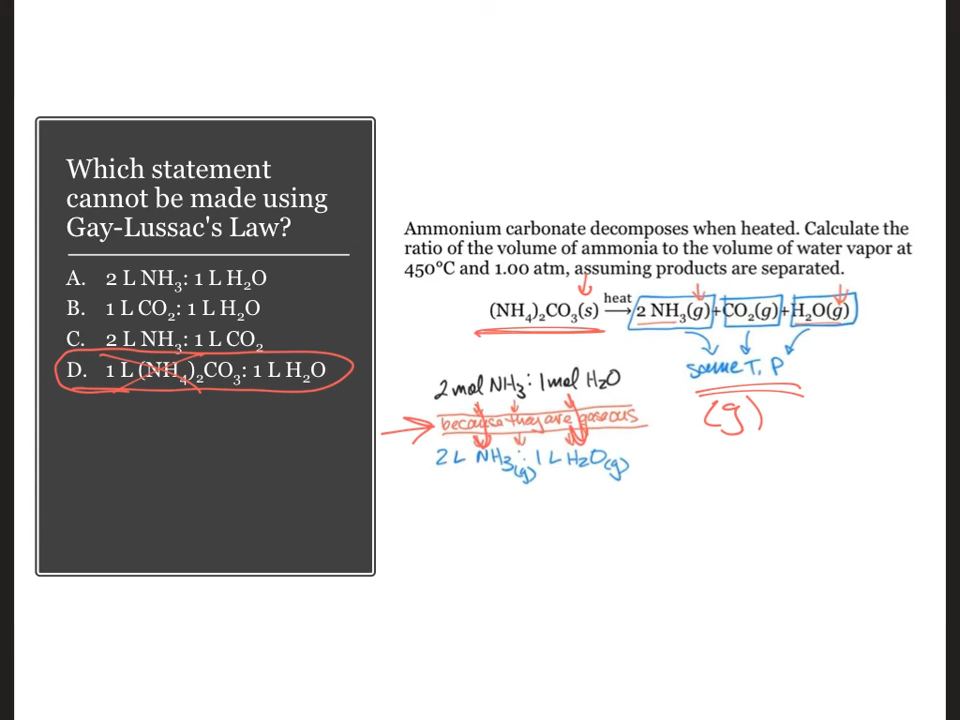 Which statement
cannot be made using
Gay-Lussac's Law?
A. 2 L NH₃: 1 L H₂O
B. 1 L CO₂: 1 L H₂O
C. 2 L NH₃: 1 L CO₂
D. 1 L (NH₄)₂CO₃: 1 L H₂O
Ammonium carbonate decomposes when heated. Calculate the
ratio of the volume of ammonia to the volume of water vapor at
450°C and 1.00 atm, assuming products are separated.
heat
(NH₄)₂CO₃(s) ⟶ 2 NH₃(g)+CO₂(g)+H₂O(g)
same T, P
(g)
2 mol NH₃ : 1 mol H₂O
because they are gaseous
2 L NH₃(g) : 1 L H₂O(g)